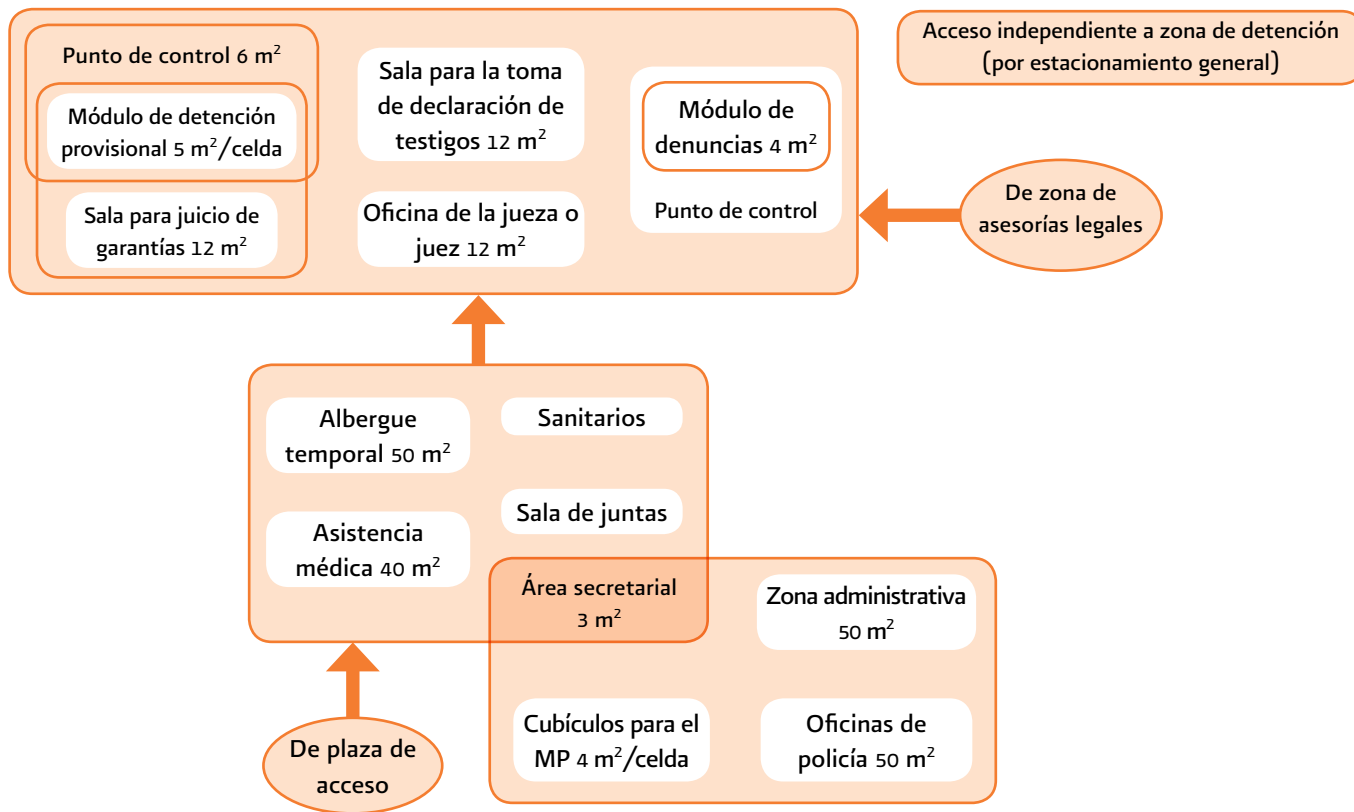 Punto de control 6 m²
Módulo de detención
provisional 5 m²/celda
Sala para juicio de
garantías 12 m²
Sala para la toma
de declaración de
testigos 12 m²
Oficina de la jueza o
juez 12 m²
Módulo de
denuncias 4 m²
Punto de control
Acceso independiente a zona de detención
(por estacionamiento general)
De zona de
asesorías legales
Albergue
temporal 50 m²
Sanitarios
Asistencia
médica 40 m²
Sala de juntas
Área secretarial
3 m²
Zona administrativa
50 m²
Cubículos para el
MP 4 m²/celda
Oficinas de
policía 50 m²
De plaza de
acceso